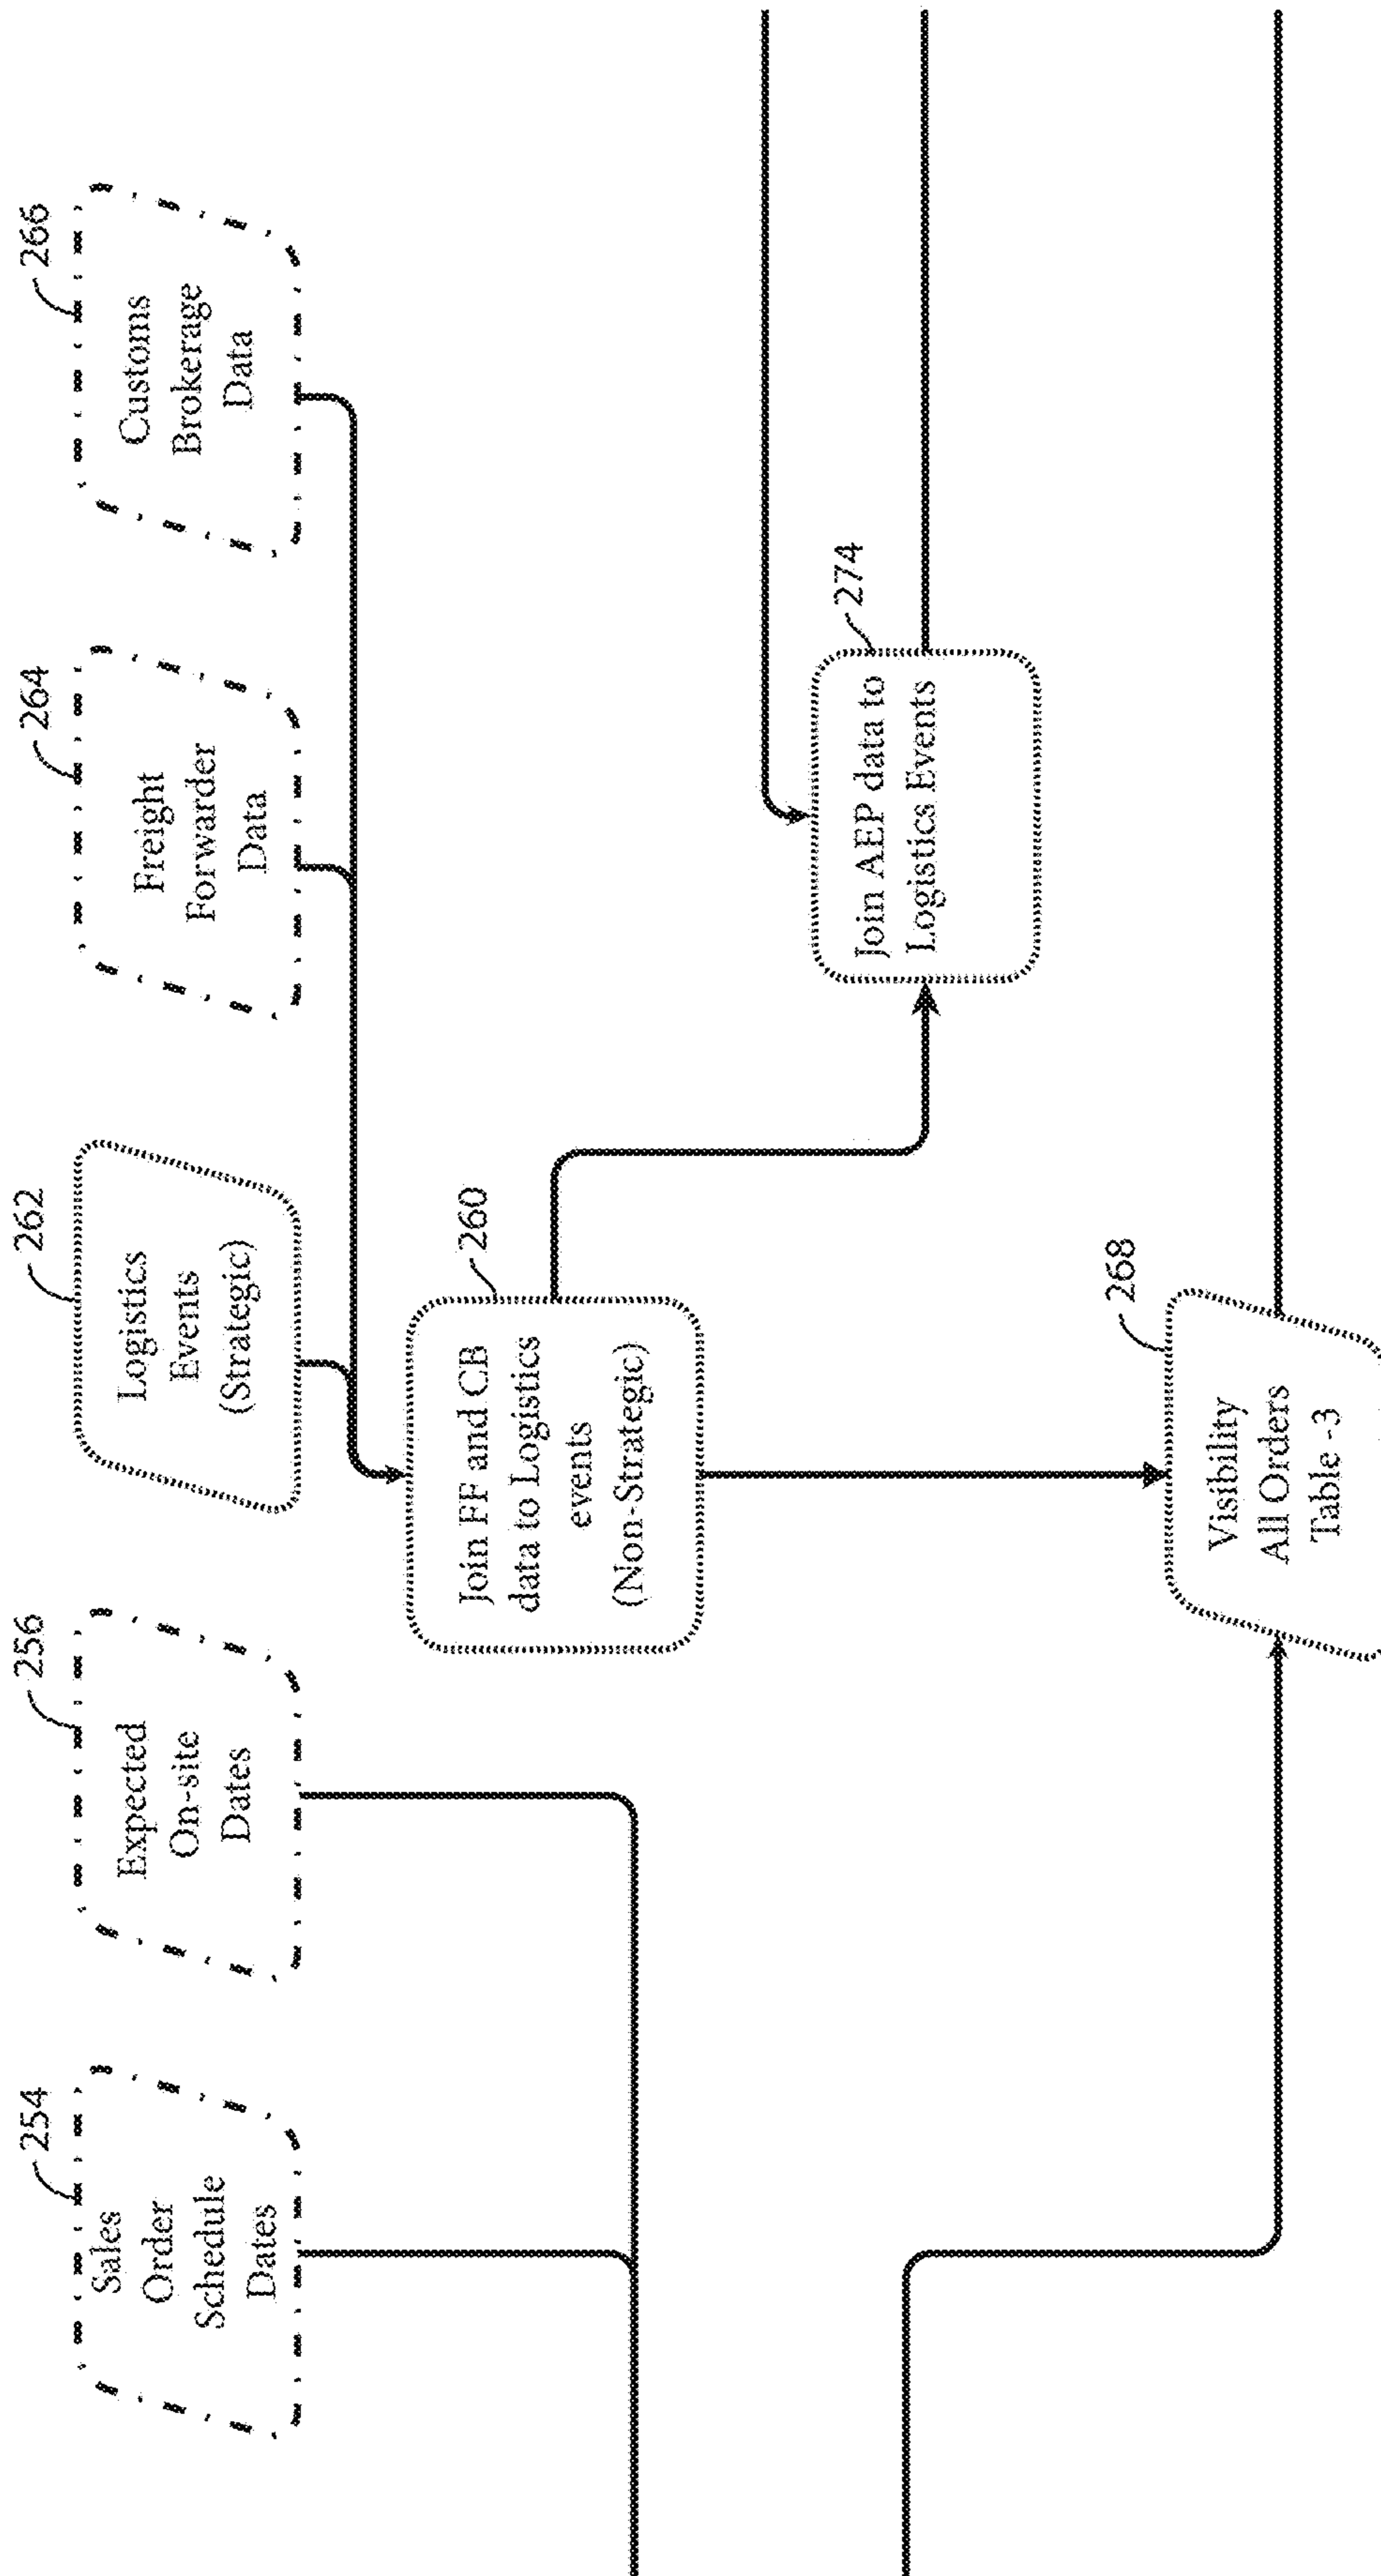 254
Sales
Order
Schedule
Dates
256
Expected
On-site
Dates
262
Logistics
Events
(Strategic)
264
Freight
Forwarder
Data
266
Customs
Brokerage
Data
260
Join FF and CB
data to Logistics
events
(Non-Strategic)
274
Join AEP data to
Logistics Events
268
Visibility
All Orders
Table -3